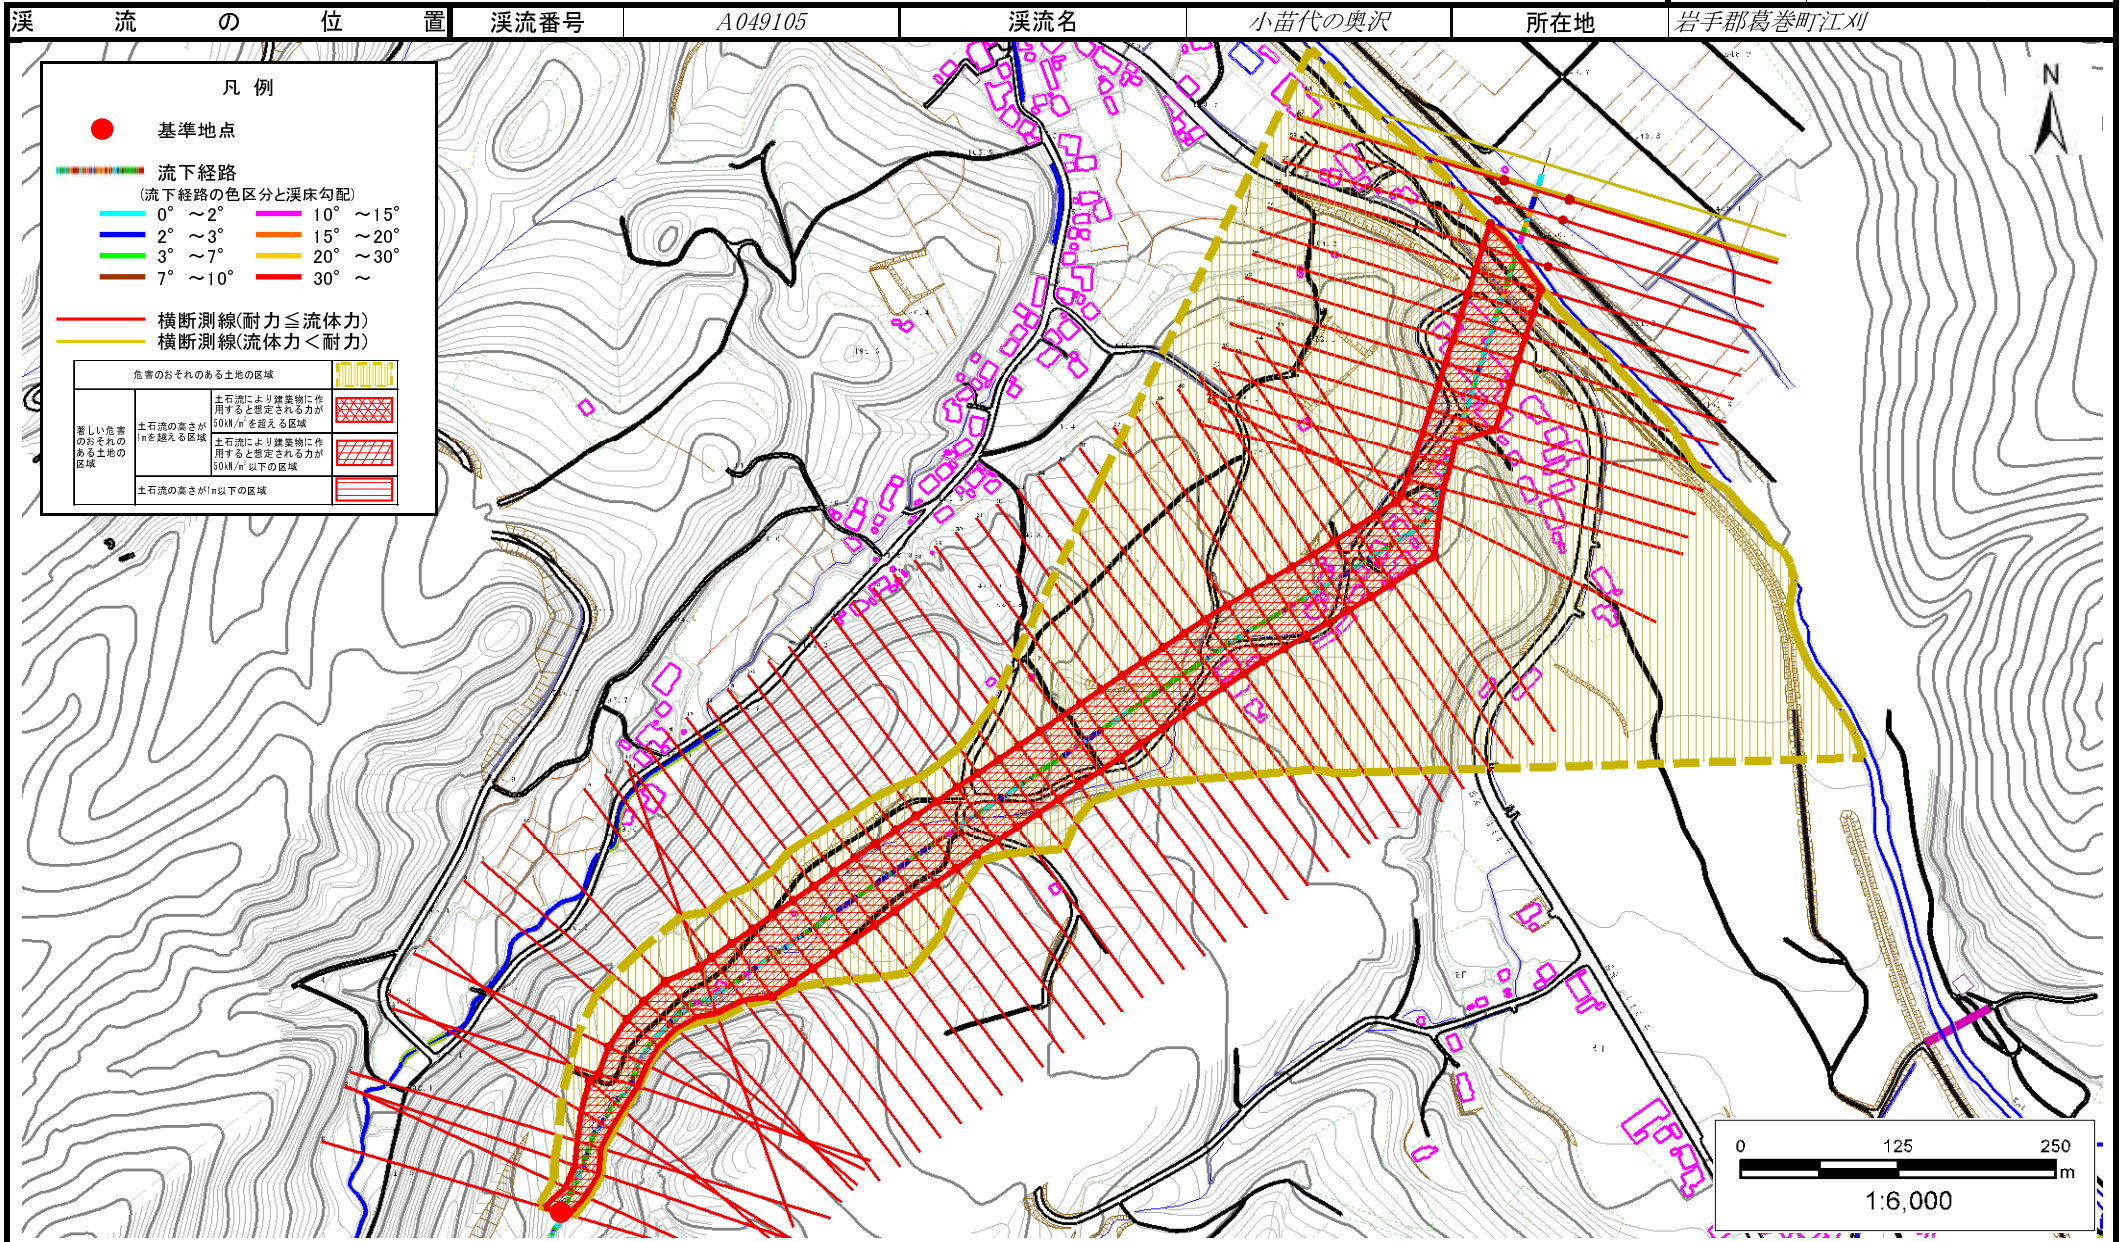 渓流の位置 渓流番号 A049105 渓流名 小苗代の奥沢 所在地 岩手郡葛巻町江刈
凡 例
基準地点
流下経路
(流下経路の色区分と渓床勾配)
0° ～2° 10° ～15°
2° ～3° 15° ～20°
3° ～7° 20° ～30°
7° ～10° 30° ～
横断測線(耐力≦流体力)
横断測線(流体力＜耐力)
危害のおそれのある土地の区域
著しい危害
のおそれの
ある土地の
区域
土石流の高さが
1mを越える区域
土石流により建築物に作
用すると想定される力が
50kN/㎡を超える区域
土石流により建築物に作
用すると想定される力が
50kN/㎡以下の区域
土石流の高さが1m以下の区域
N
0 125 250
m
1:6,000